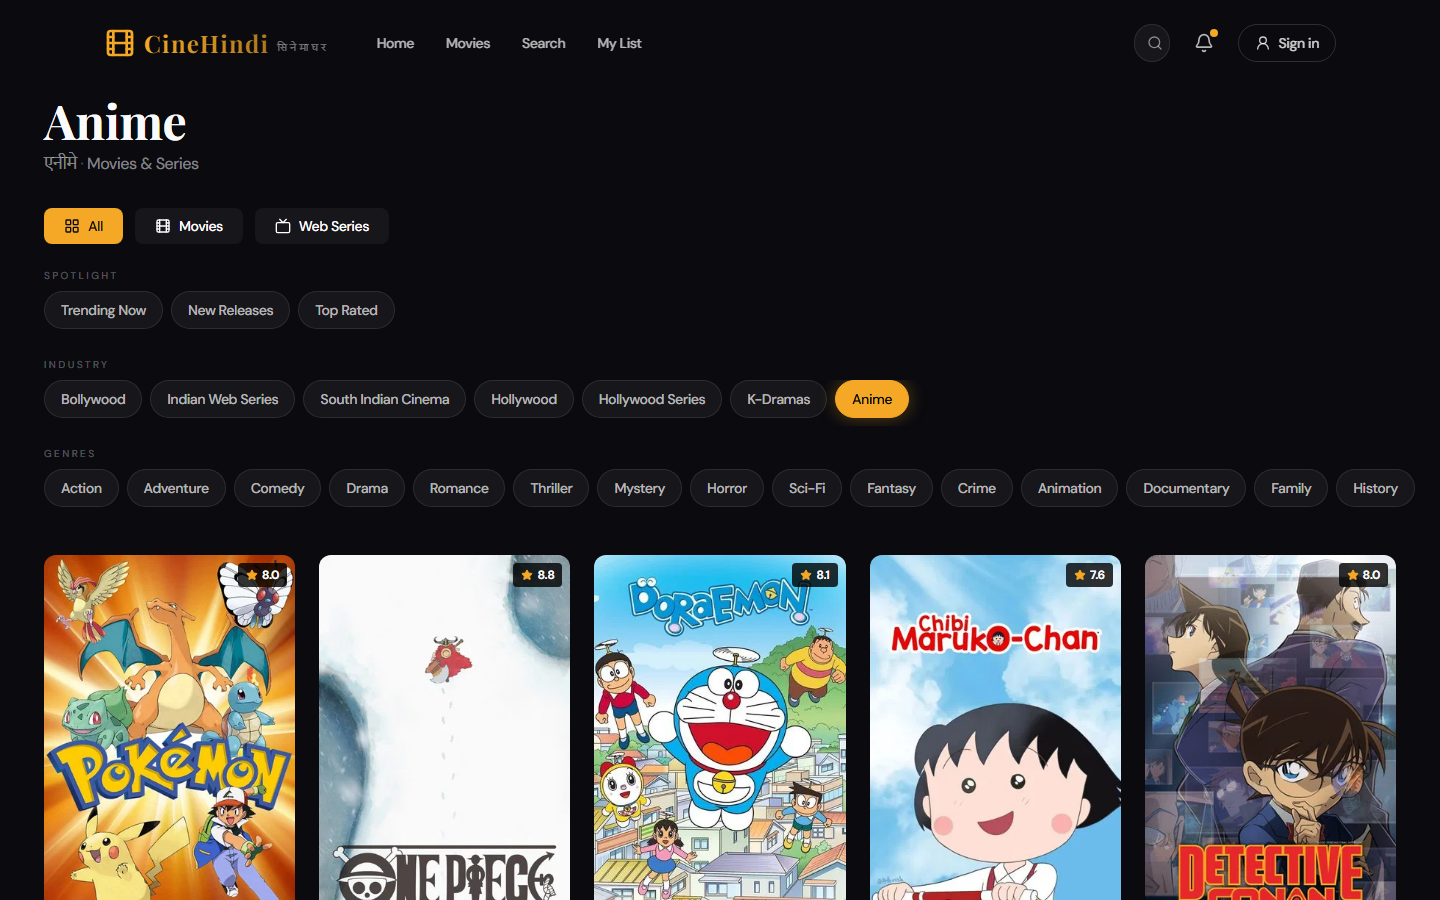 CineHindi सिनेमाघर Home Movies Search My List Sign in
Anime
एनीमे · Movies & Series
All Movies Web Series
SPOTLIGHT
Trending Now New Releases Top Rated
INDUSTRY
Bollywood Indian Web Series South Indian Cinema Hollywood Hollywood Series K-Dramas Anime
GENRES
Action Adventure Comedy Drama Romance Thriller Mystery Horror Sci-Fi Fantasy Crime Animation Documentary Family History
8.0 8.8 8.1 7.6 8.0
DORAEMON
Chibi
Maruko-Chan
POKéMON
ONE PIECE
DETECTIVE
CONAN